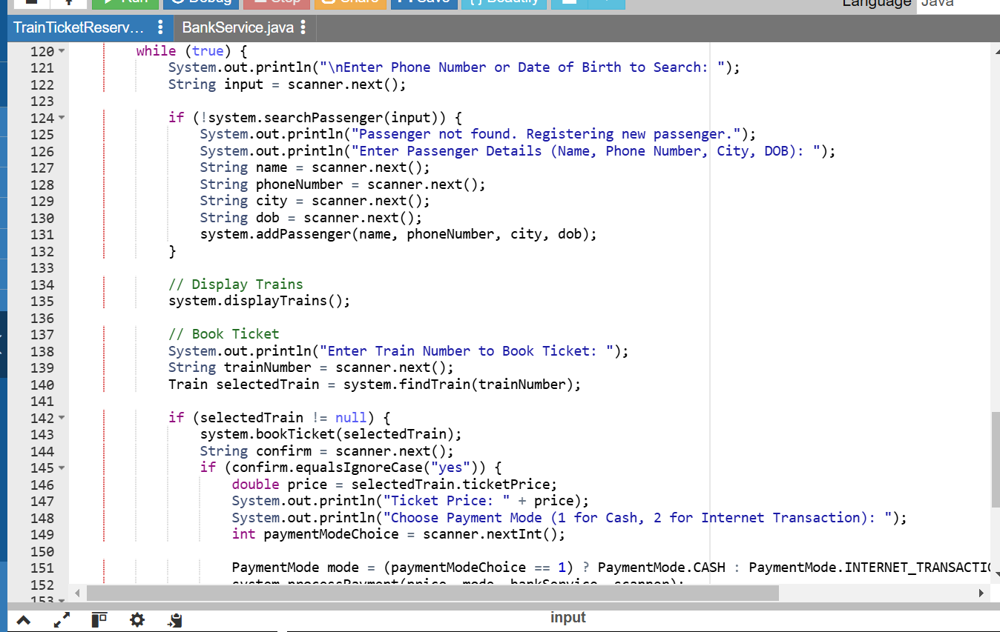 Run Debug Stop Share Save { } Beautify
Language Java
TrainTicketReserv... BankService.java
120 while (true) {
121 System.out.println("\nEnter Phone Number or Date of Birth to Search: ");
122 String input = scanner.next();
123
124 if (!system.searchPassenger(input)) {
125 System.out.println("Passenger not found. Registering new passenger.");
126 System.out.println("Enter Passenger Details (Name, Phone Number, City, DOB): ");
127 String name = scanner.next();
128 String phoneNumber = scanner.next();
129 String city = scanner.next();
130 String dob = scanner.next();
131 system.addPassenger(name, phoneNumber, city, dob);
132 }
133
134 // Display Trains
135 system.displayTrains();
136
137 // Book Ticket
138 System.out.println("Enter Train Number to Book Ticket: ");
139 String trainNumber = scanner.next();
140 Train selectedTrain = system.findTrain(trainNumber);
141
142 if (selectedTrain != null) {
143 system.bookTicket(selectedTrain);
144 String confirm = scanner.next();
145 if (confirm.equalsIgnoreCase("yes")) {
146 double price = selectedTrain.ticketPrice;
147 System.out.println("Ticket Price: " + price);
148 System.out.println("Choose Payment Mode (1 for Cash, 2 for Internet Transaction): ");
149 int paymentModeChoice = scanner.nextInt();
150
151 PaymentMode mode = (paymentModeChoice == 1) ? PaymentMode.CASH : PaymentMode.INTERNET_TRANSACTIO
152 system.processPayment(price, mode, bankService, scanner);
153
input